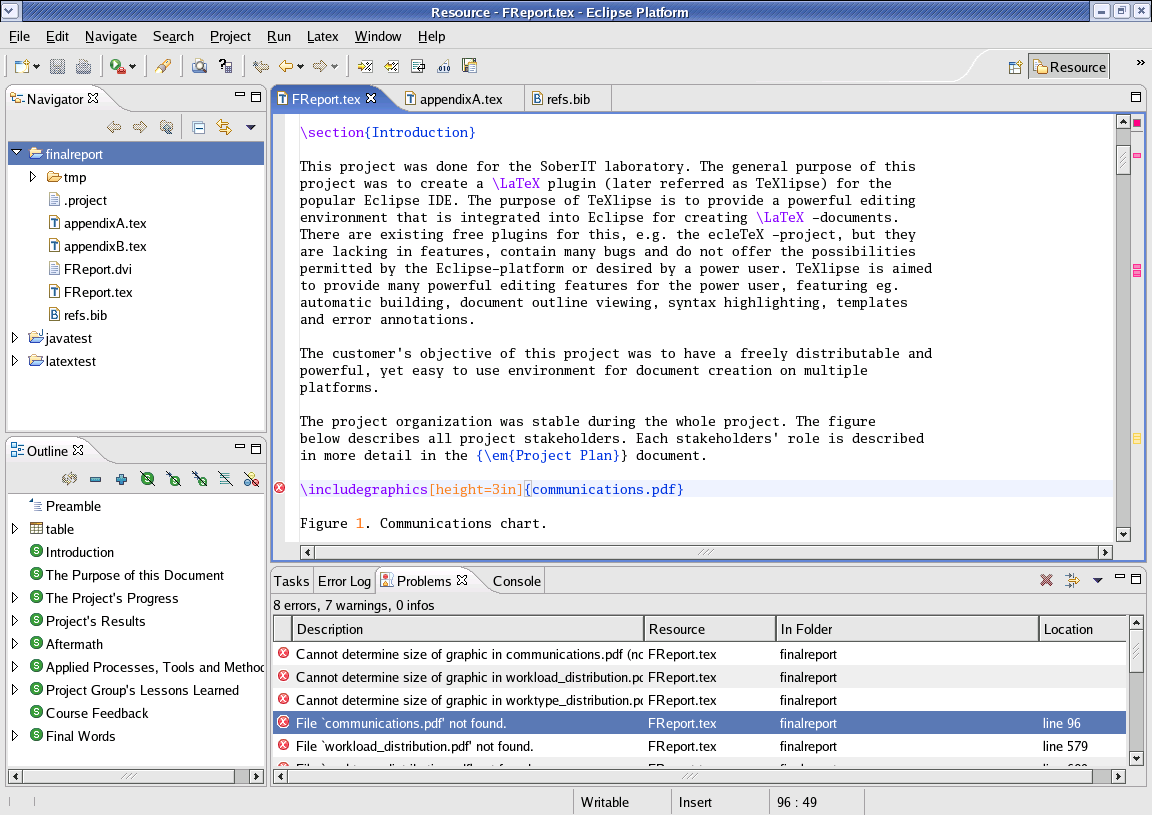 Resource - FReport.tex - Eclipse Platform
File Edit Navigate Search Project Run Latex Window Help
Resource
Navigator
finalreport
tmp
.project
appendixA.tex
appendixB.tex
FReport.dvi
FReport.tex
refs.bib
javatest
latextest
Outline
Preamble
table
Introduction
The Purpose of this Document
The Project's Progress
Project's Results
Aftermath
Applied Processes, Tools and Methoc
Project Group's Lessons Learned
Course Feedback
Final Words
FReport.tex appendixA.tex refs.bib
\section{Introduction}
This project was done for the SoberIT laboratory. The general purpose of this
project was to create a \LaTeX plugin (later referred as TeXlipse) for the
popular Eclipse IDE. The purpose of TeXlipse is to provide a powerful editing
environment that is integrated into Eclipse for creating \LaTeX -documents.
There are existing free plugins for this, e.g. the ecleTeX -project, but they
are lacking in features, contain many bugs and do not offer the possibilities
permitted by the Eclipse-platform or desired by a power user. TeXlipse is aimed
to provide many powerful editing features for the power user, featuring eg.
automatic building, document outline viewing, syntax highlighting, templates
and error annotations.
The customer's objective of this project was to have a freely distributable and
powerful, yet easy to use environment for document creation on multiple
platforms.
The project organization was stable during the whole project. The figure
below describes all project stakeholders. Each stakeholders' role is described
in more detail in the {\em{Project Plan}} document.
\includegraphics[height=3in]{communications.pdf}
Figure 1. Communications chart.
Tasks Error Log Problems Console
8 errors, 7 warnings, 0 infos
Description Resource In Folder Location
Cannot determine size of graphic in communications.pdf (nc FReport.tex finalreport
Cannot determine size of graphic in workload_distribution.pc FReport.tex finalreport
Cannot determine size of graphic in worktype_distribution.pc FReport.tex finalreport
File `communications.pdf' not found. FReport.tex finalreport line 96
File `workload_distribution.pdf' not found. FReport.tex finalreport line 579
Writable Insert 96 : 49